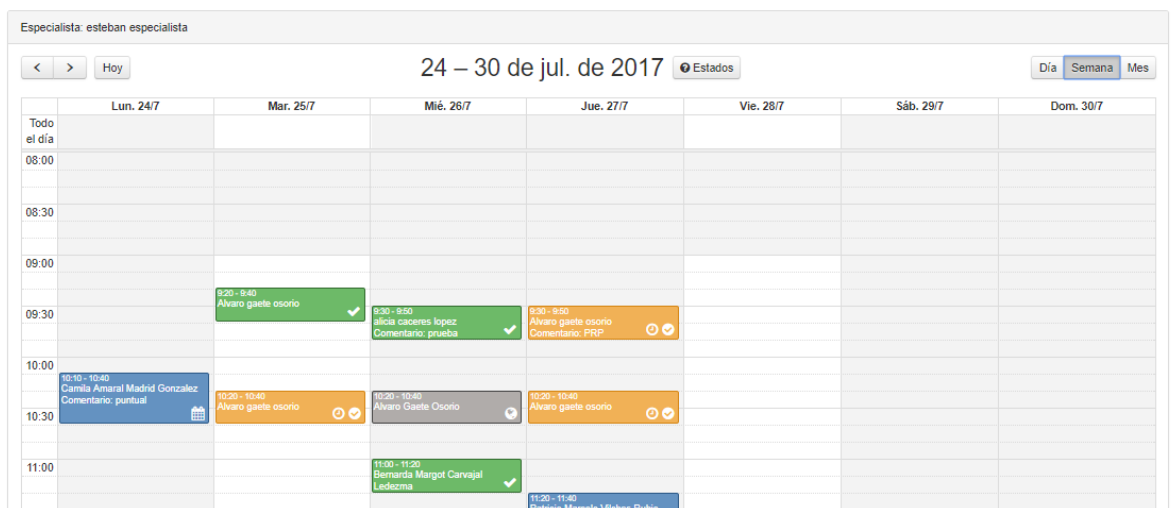 Especialista: esteban especialista
Hoy
24 – 30 de jul. de 2017
Estados
Día Semana Mes
Lun. 24/7 Mar. 25/7 Mié. 26/7 Jue. 27/7 Vie. 28/7 Sáb. 29/7 Dom. 30/7
Todo
el día
08:00
08:30
09:00
9:20 - 9:40
Alvaro gaete osorio
09:30
9:30 - 9:50
alicia caceres lopez
Comentario: prueba
9:30 - 9:50
Alvaro gaete osorio
Comentario: PRP
10:00
10:10 - 10:40
Camila Amaral Madrid Gonzalez
Comentario: puntual
10:20 - 10:40
Alvaro gaete osorio
10:20 - 10:40
Alvaro Gaete Osorio
10:20 - 10:40
Alvaro gaete osorio
10:30
11:00
11:00 - 11:20
Bernarda Margot Carvajal
Ledezma
11:20 - 11:40